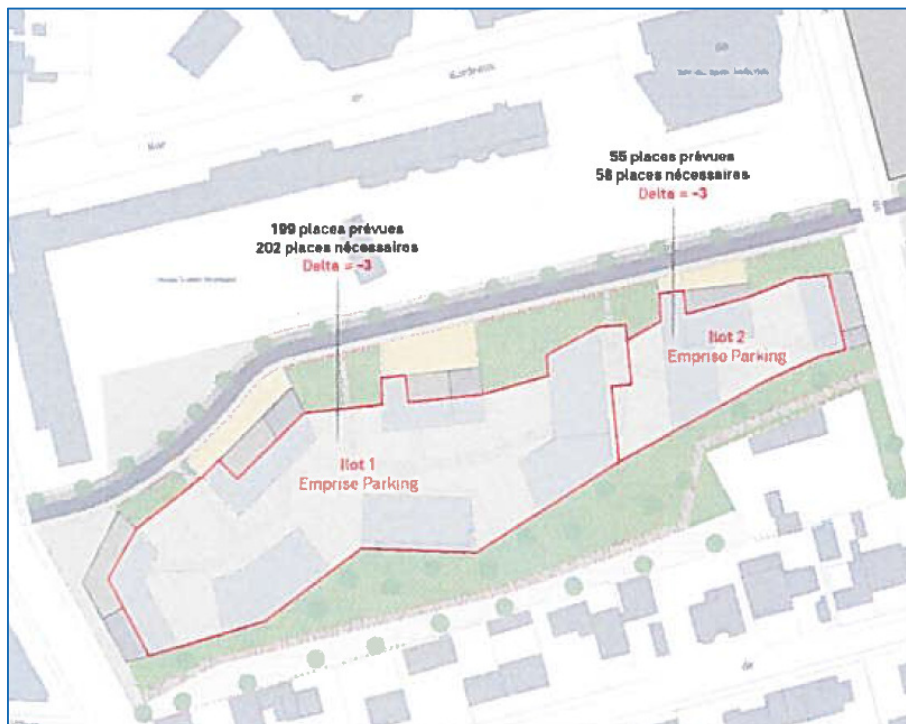 55 places prévues
58 places nécessaires
Delta = -3
199 places prévues
202 places nécessaires
Delta = -3
Ilot 2
Emprise Parking
Ilot 1
Emprise Parking